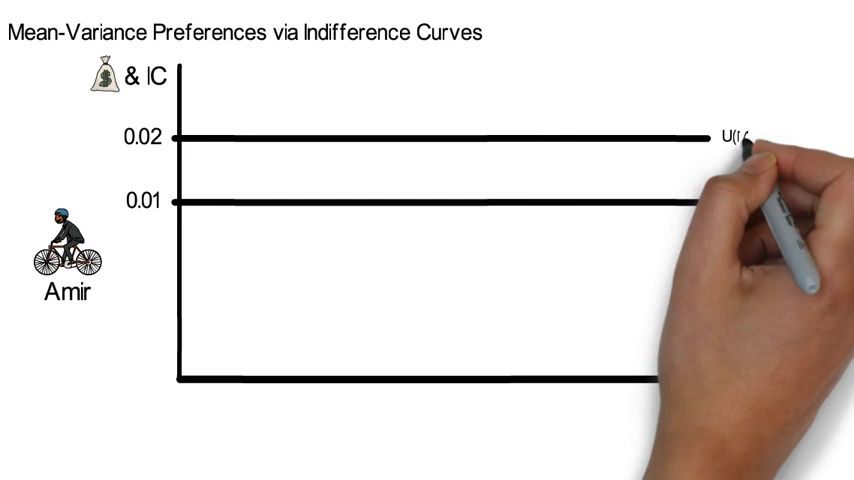 Mean-Variance Preferences via Indifference Curves
$ & IC
0.02
0.01
Amir